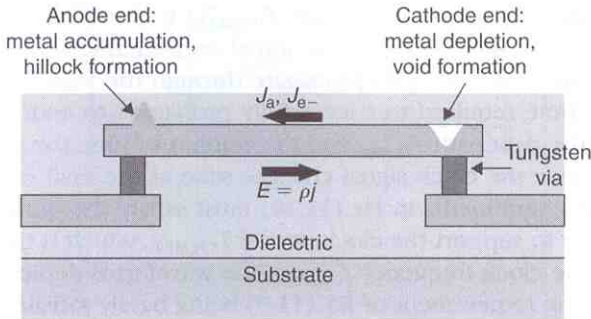 Anode end:
metal accumulation,
hillock formation
Cathode end:
metal depletion,
void formation
Jₐ, Jₑ₋
E = ρj
Tungsten
via
Dielectric
Substrate